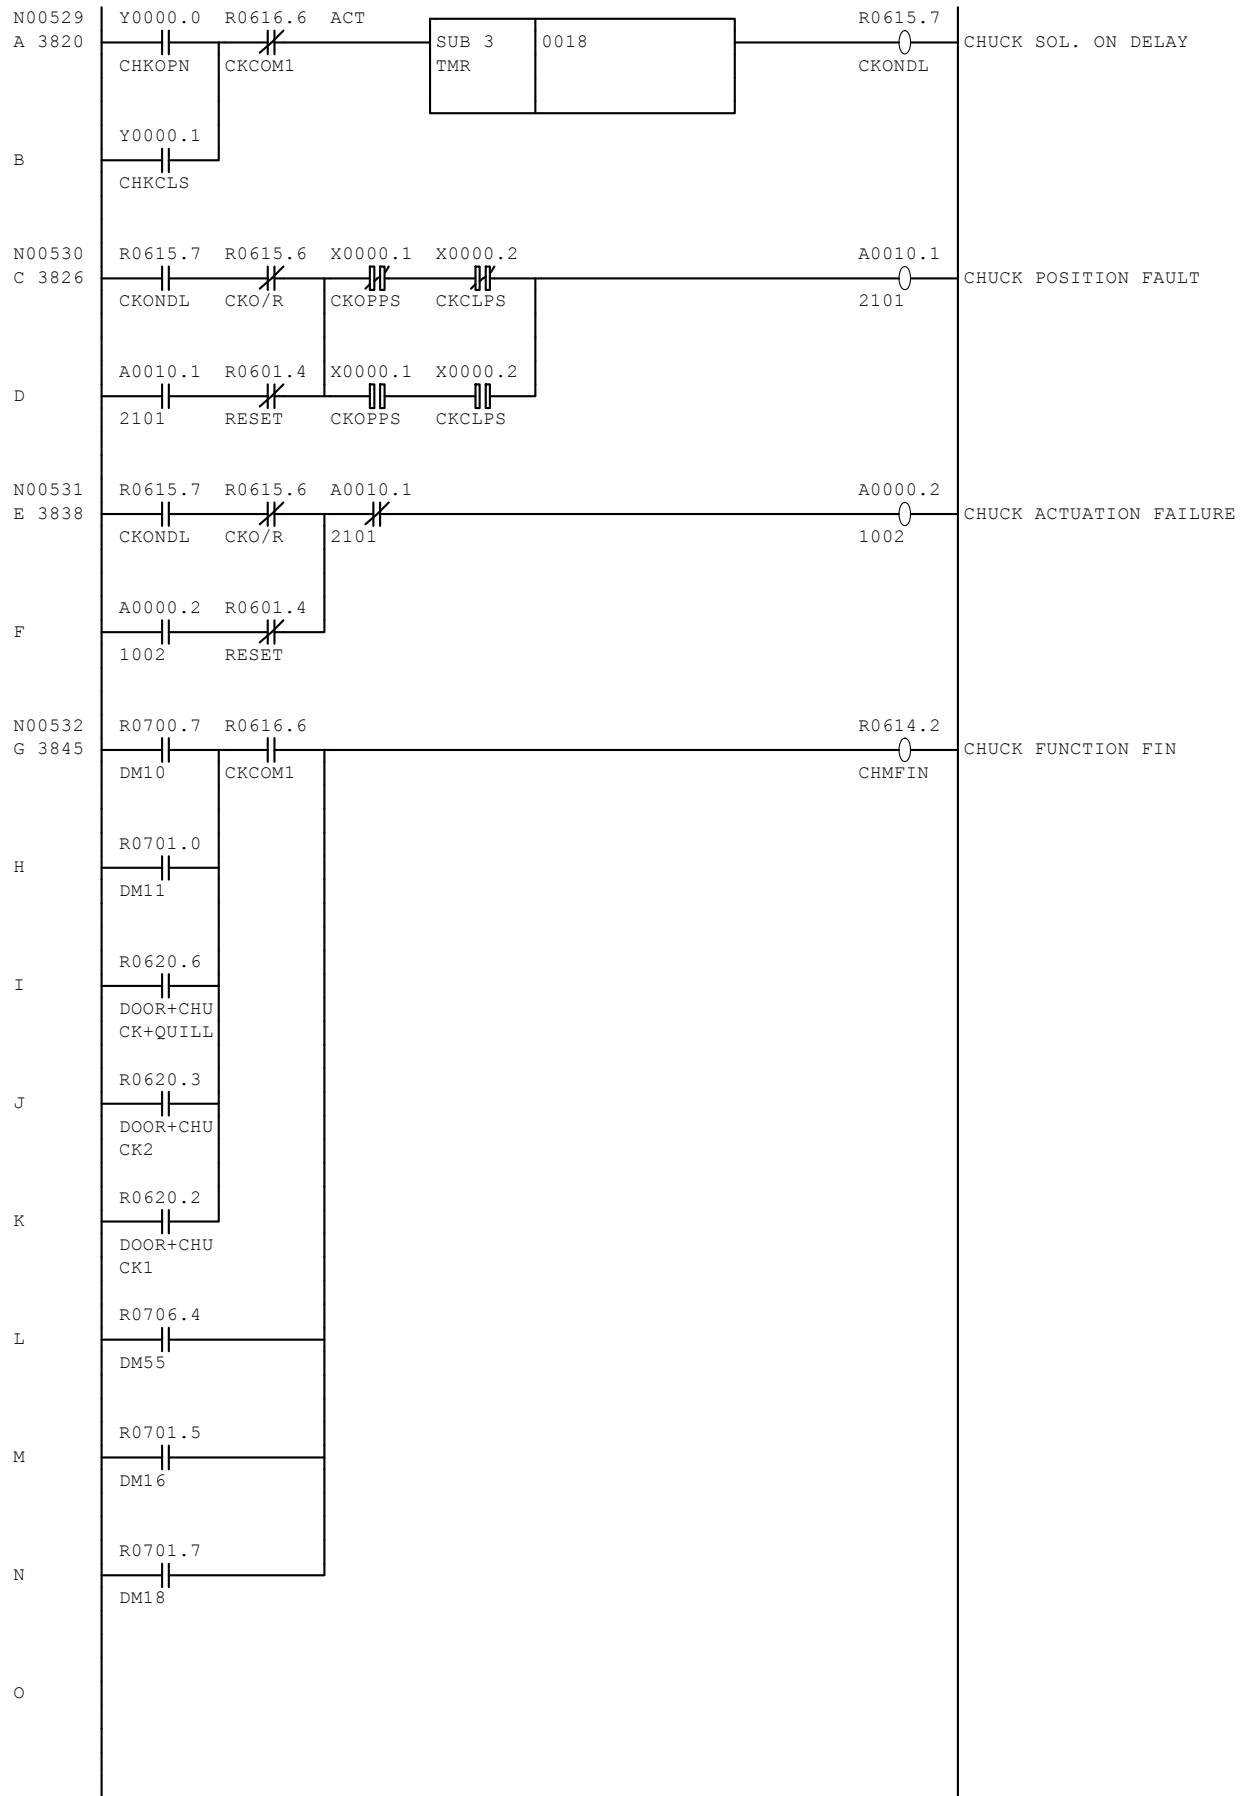 N00529 Y0000.0 R0616.6 ACT R0615.7
A 3820 SUB 3 0018 CHUCK SOL. ON DELAY
CHKOPN CKCOM1 TMR CKONDL
Y0000.1
B
CHKCLS
N00530 R0615.7 R0615.6 X0000.1 X0000.2 A0010.1
C 3826 CHUCK POSITION FAULT
CKONDL CKO/R CKOPPS CKCLPS 2101
A0010.1 R0601.4 X0000.1 X0000.2
D
2101 RESET CKOPPS CKCLPS
N00531 R0615.7 R0615.6 A0010.1 A0000.2
E 3838 CHUCK ACTUATION FAILURE
CKONDL CKO/R 2101 1002
A0000.2 R0601.4
F
1002 RESET
N00532 R0700.7 R0616.6 R0614.2
G 3845 CHUCK FUNCTION FIN
DM10 CKCOM1 CHMFIN
R0701.0
H
DM11
R0620.6
I
DOOR+CHU
CK+QUILL
R0620.3
J
DOOR+CHU
CK2
R0620.2
K
DOOR+CHU
CK1
R0706.4
L
DM55
R0701.5
M
DM16
R0701.7
N
DM18
O